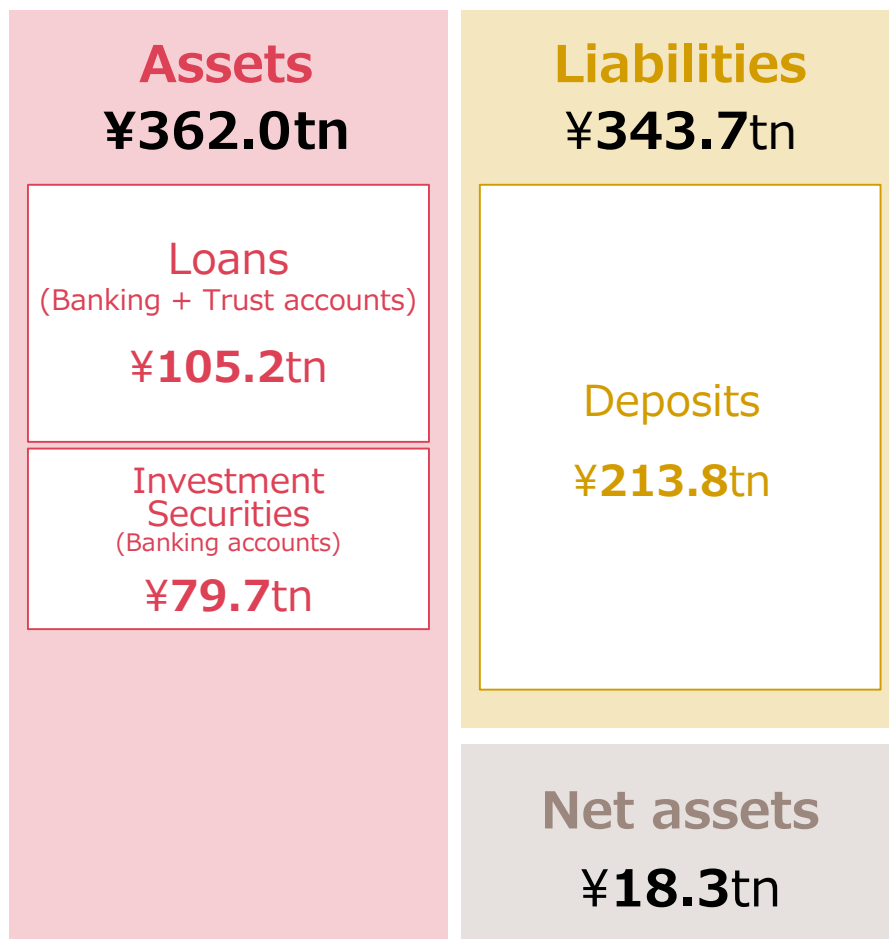 Assets
¥362.0tn
Loans
(Banking + Trust accounts)
¥105.2tn
Investment
Securities
(Banking accounts)
¥79.7tn
Liabilities
¥343.7tn
Deposits
¥213.8tn
Net assets
¥18.3tn